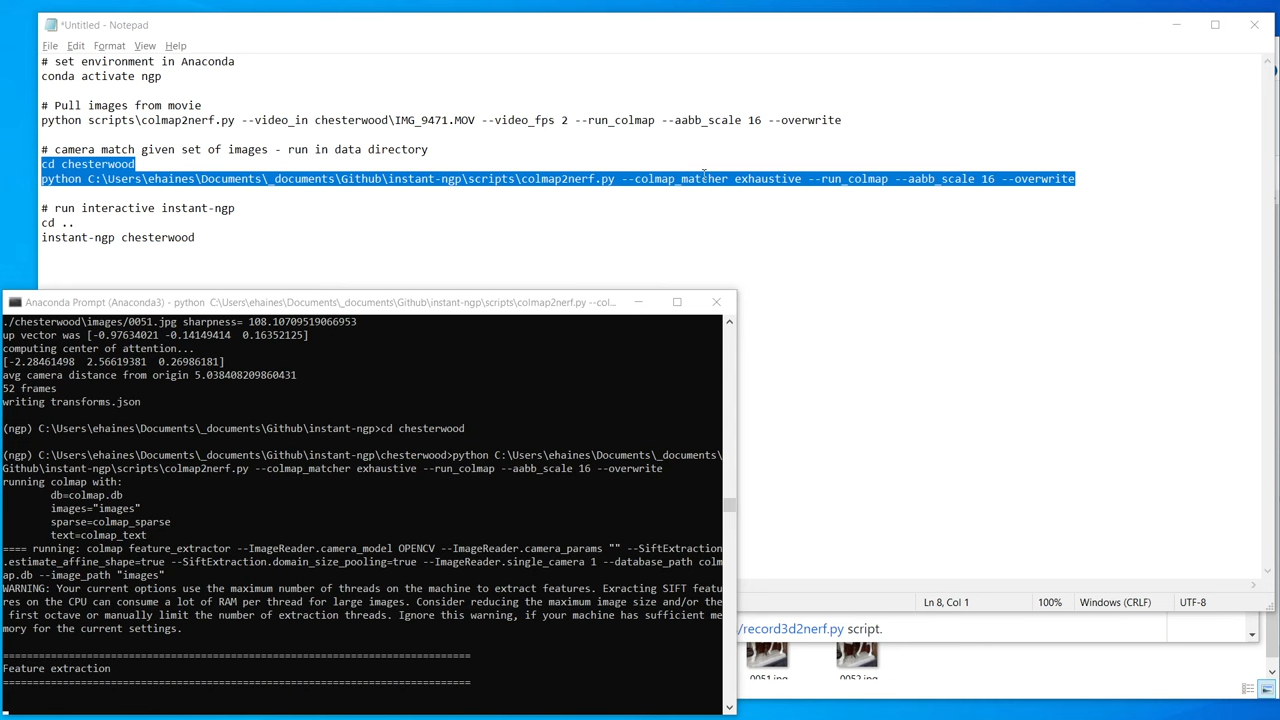 *Untitled - Notepad
File Edit Format View Help
# set environment in Anaconda
conda activate ngp
# Pull images from movie
python scripts\colmap2nerf.py --video_in chesterwood\IMG_9471.MOV --video_fps 2 --run_colmap --aabb_scale 16 --overwrite
# camera match given set of images - run in data directory
cd chesterwood
python C:\Users\ehaines\Documents\_documents\Github\instant-ngp\scripts\colmap2nerf.py --colmap_matcher exhaustive --run_colmap --aabb_scale 16 --overwrite
# run interactive instant-ngp
cd ..
instant-ngp chesterwood
Anaconda Prompt (Anaconda3) - python C:\Users\ehaines\Documents\_documents\Github\instant-ngp\scripts\colmap2nerf.py --col...
./chesterwood\images/0051.jpg sharpness= 108.10709519066953
up vector was [-0.97634021 -0.14149414 0.16352125]
computing center of attention...
[-2.28461498 2.56619381 0.26986181]
avg camera distance from origin 5.038408209860431
52 frames
writing transforms.json
(ngp) C:\Users\ehaines\Documents\_documents\Github\instant-ngp>cd chesterwood
(ngp) C:\Users\ehaines\Documents\_documents\Github\instant-ngp\chesterwood>python C:\Users\ehaines\Documents\_documents\
Github\instant-ngp\scripts\colmap2nerf.py --colmap_matcher exhaustive --run_colmap --aabb_scale 16 --overwrite
running colmap with:
db=colmap.db
images="images"
sparse=colmap_sparse
text=colmap_text
==== running: colmap feature_extractor --ImageReader.camera_model OPENCV --ImageReader.camera_params "" --SiftExtraction
.estimate_affine_shape=true --SiftExtraction.domain_size_pooling=true --ImageReader.single_camera 1 --database_path colm
ap.db --image_path "images"
WARNING: Your current options use the maximum number of threads on the machine to extract features. Exracting SIFT featu
res on the CPU can consume a lot of RAM per thread for large images. Consider reducing the maximum image size and/or the
first octave or manually limit the number of extraction threads. Ignore this warning, if your machine has sufficient me
mory for the current settings.
==============================================================================
Feature extraction
==============================================================================
Ln 8, Col 1 100% Windows (CRLF) UTF-8
/record3d2nerf.py script.
0051.jpg 0052.jpg